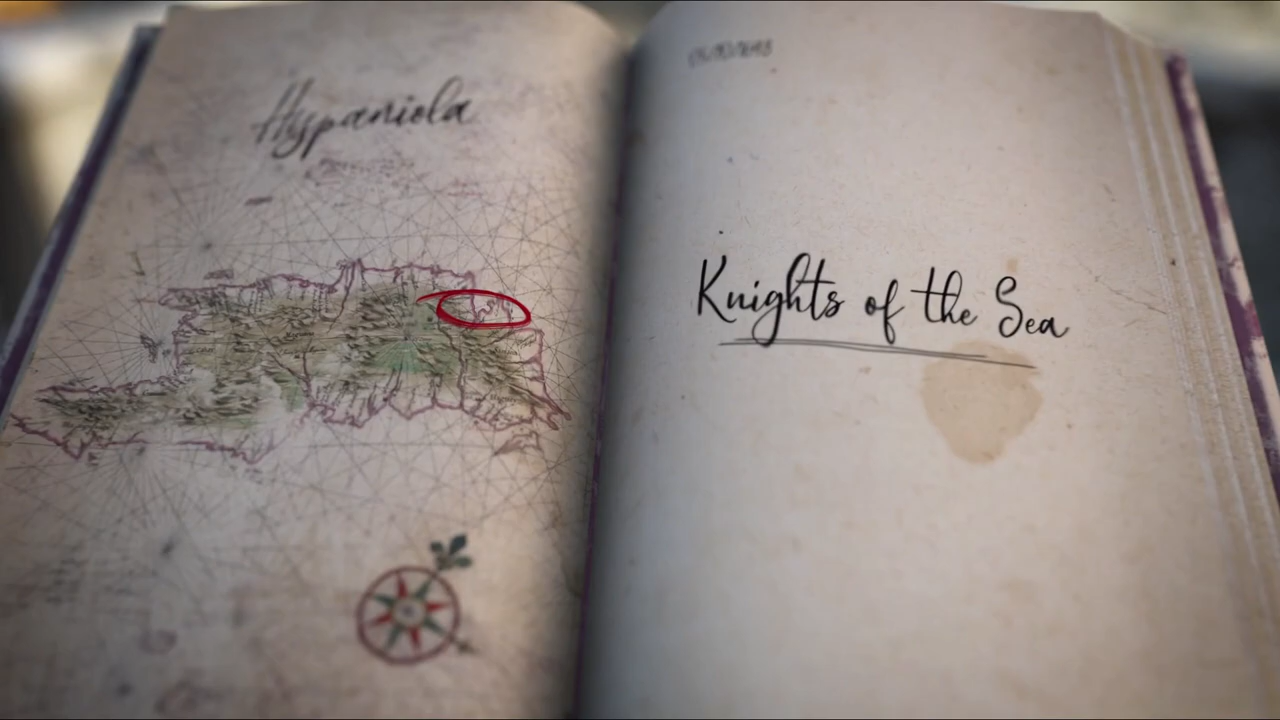 Hyspaniola
Knights of the Sea